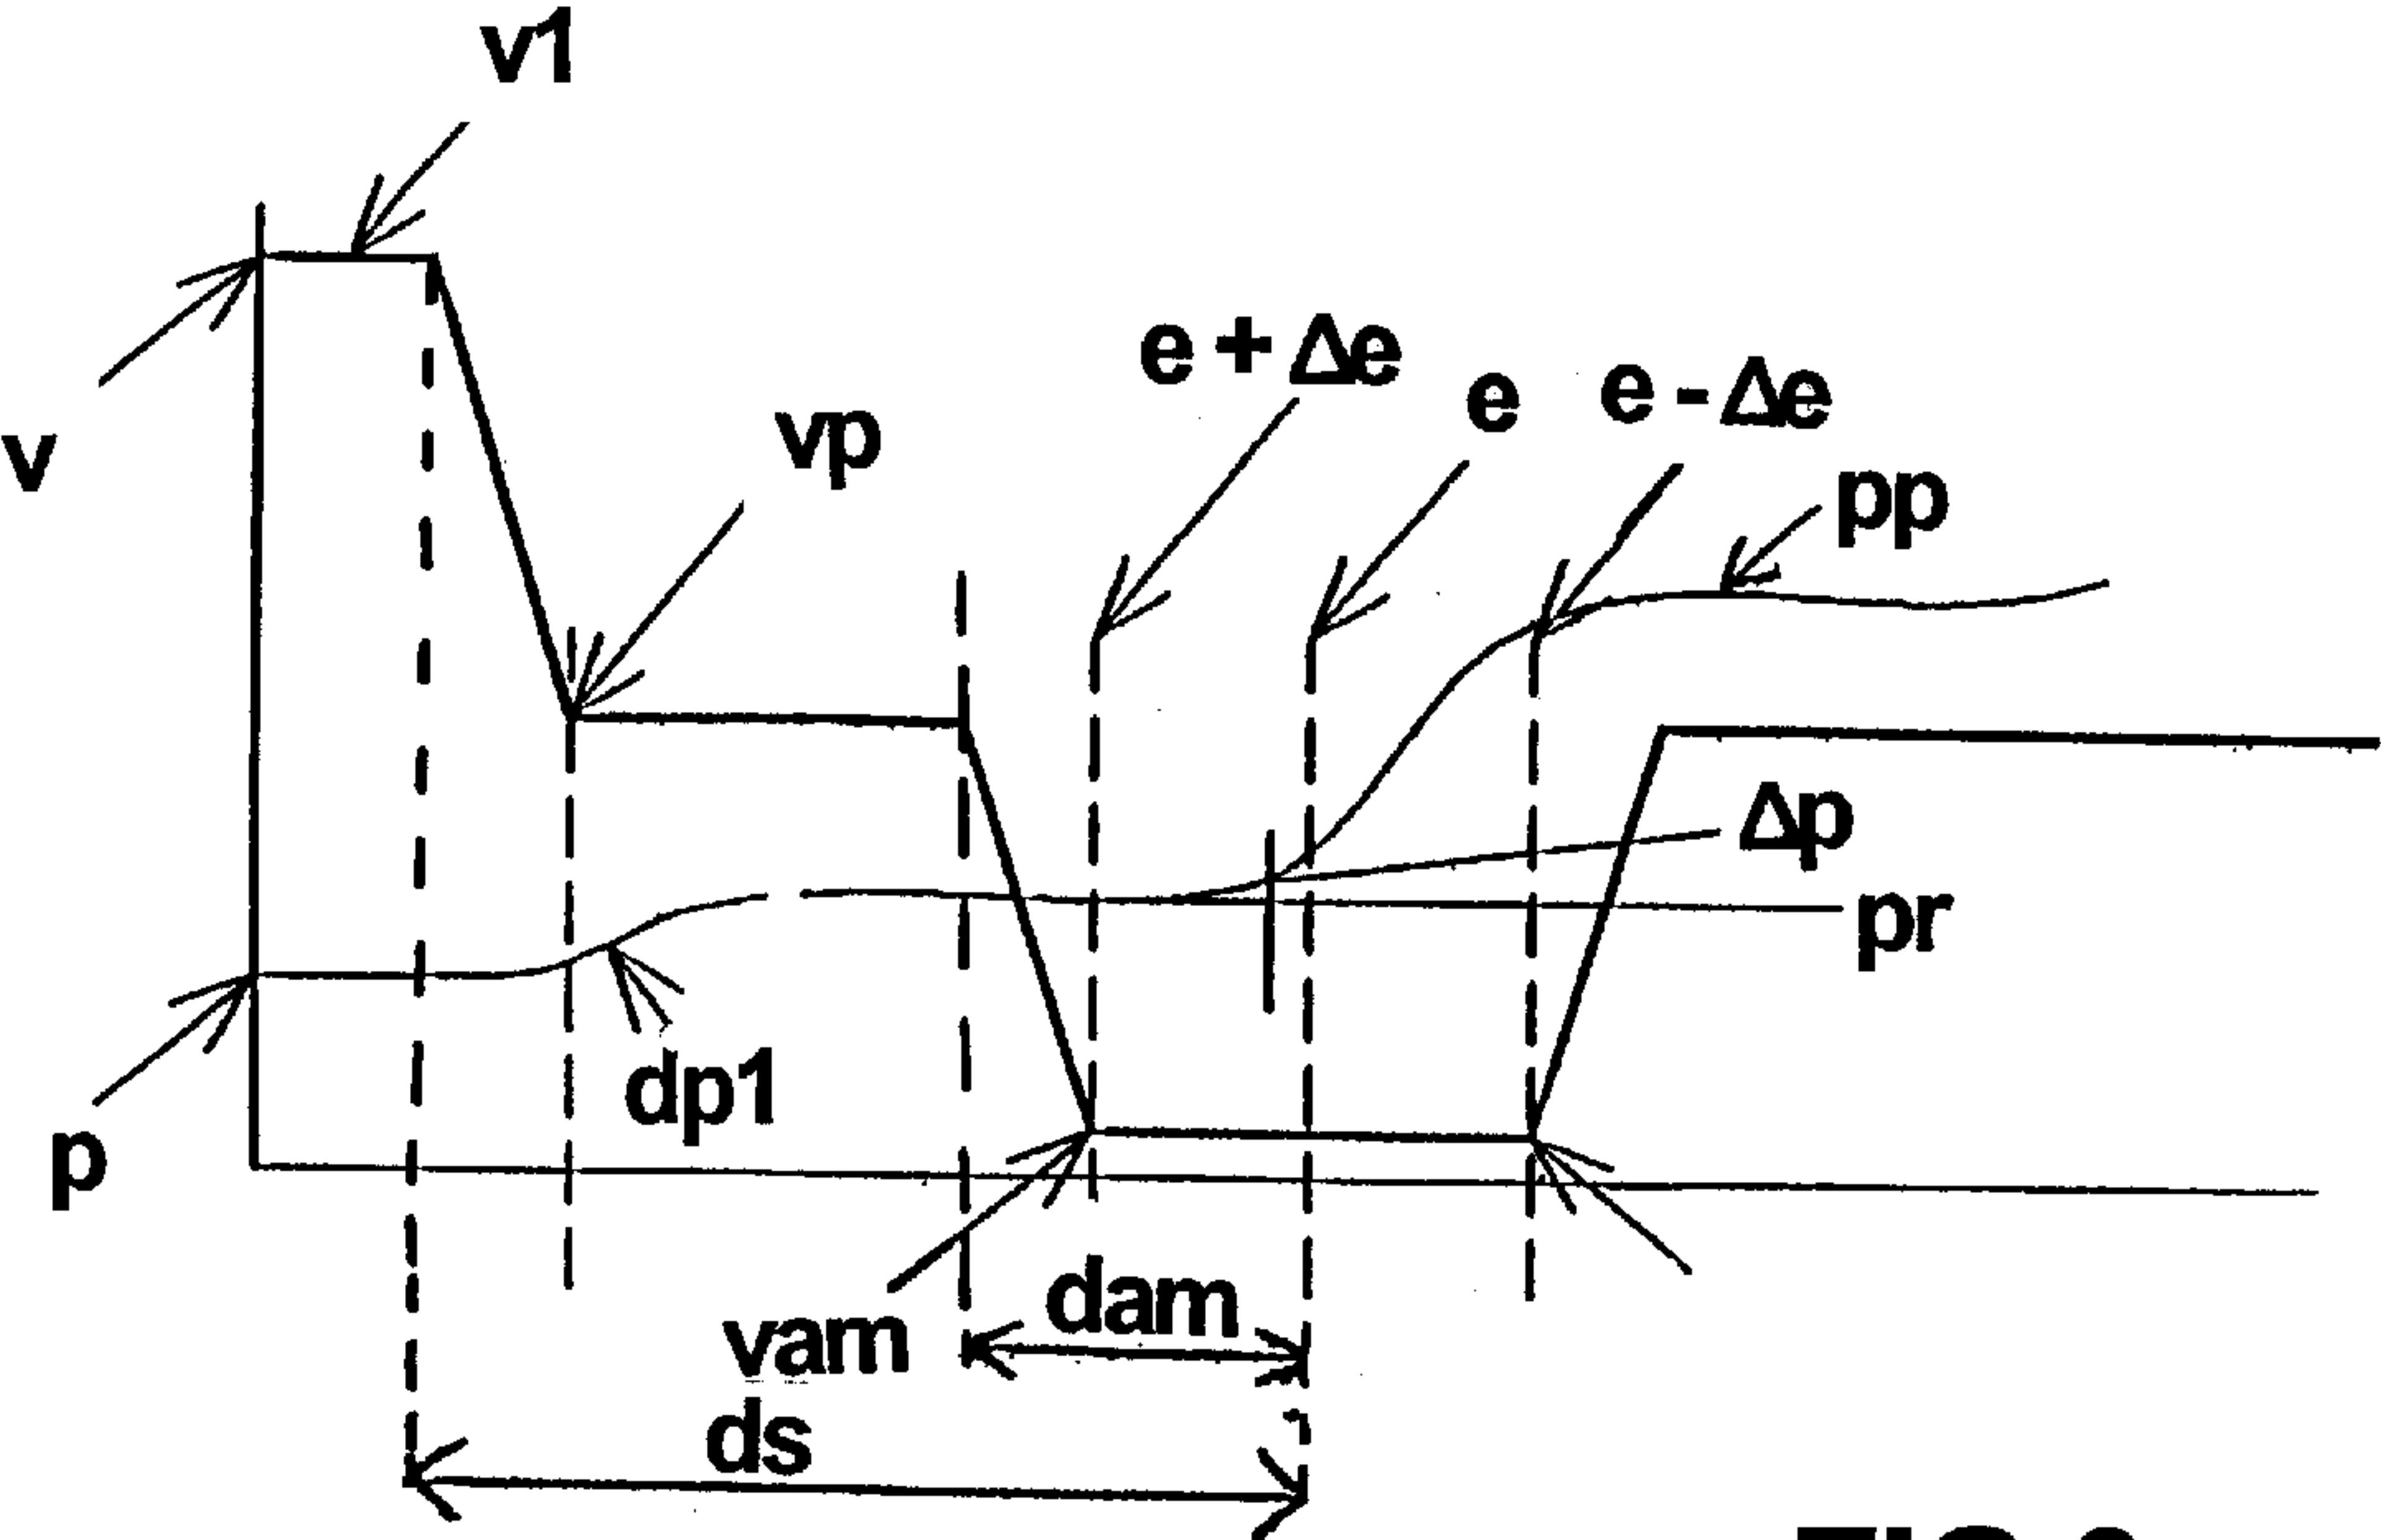 v1
e + Δe
e
e - Δe
vp
v
pp
Δp
pr
dp1
p
dam
vam
ds